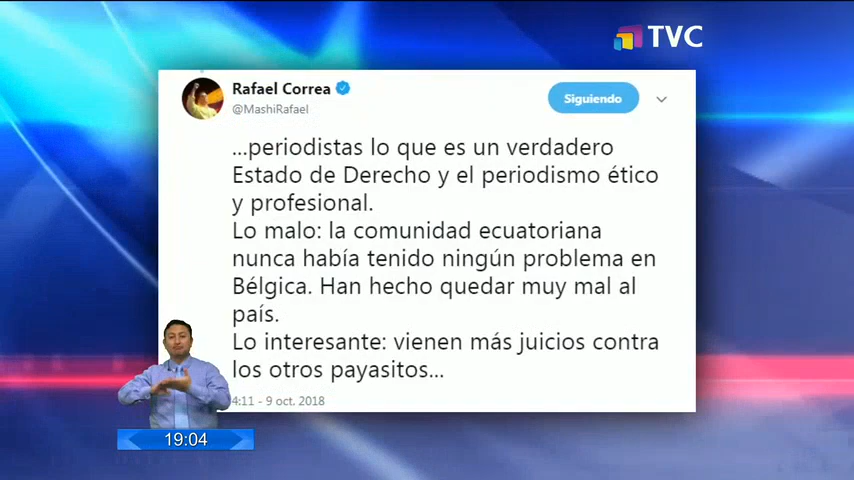 TVC
Rafael Correa
@MashiRafael
Siguiendo
...periodistas lo que es un verdadero
Estado de Derecho y el periodismo ético
y profesional.
Lo malo: la comunidad ecuatoriana
nunca había tenido ningún problema en
Bélgica. Han hecho quedar muy mal al
país.
Lo interesante: vienen más juicios contra
los otros payasitos...
4:11 - 9 oct. 2018
19:04